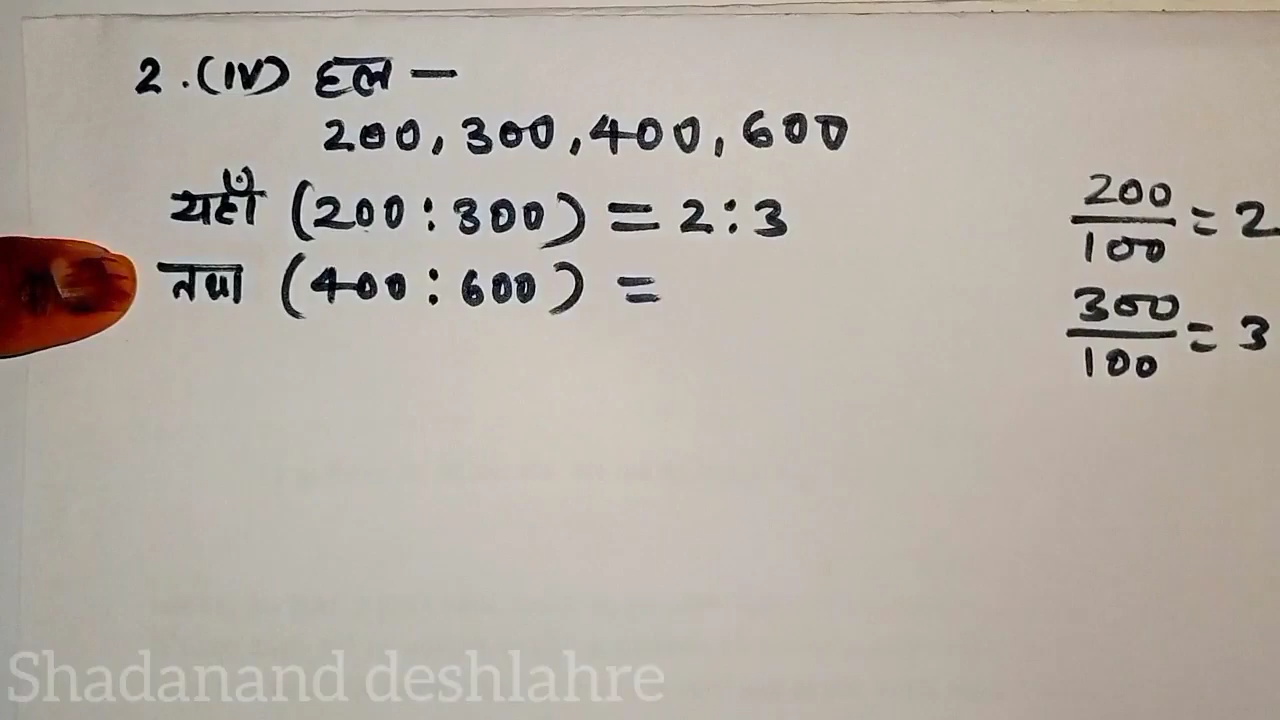 2.(IV) हल —
200, 300, 400, 600
यहाँ (200 : 300) = 2 : 3
तथा (400 : 600) =
200/100 = 2
300/100 = 3
Shadanand deshlahre